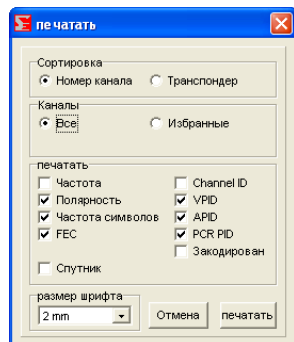 печатать
Сортировка
Номер канала Транспондер
Каналы
Все Избранные
печатать
Частота Channel ID
Полярность VPID
Частота символов APID
FEC PCR PID
Закодирован
Спутник
размер шрифта
2 mm Отмена печатать